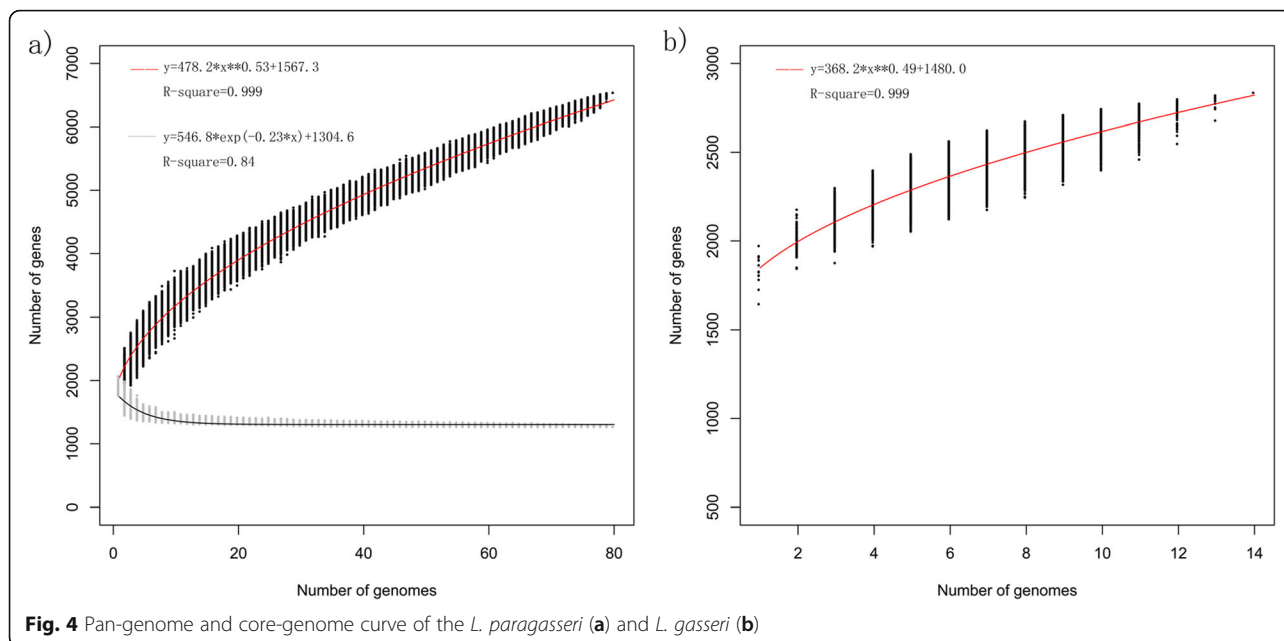 a)
y=478.2*x**0.53+1567.3
R-square=0.999
y=546.8*exp(-0.23*x)+1304.6
R-square=0.84
Number of genes
7000
6000
5000
4000
3000
2000
1000
0
0 20 40 60 80
Number of genomes
b)
y=368.2*x**0.49+1480.0
R-square=0.999
Number of genes
3000
2500
2000
1500
1000
500
2 4 6 8 10 12 14
Number of genomes
Fig. 4 Pan-genome and core-genome curve of the L. paragasseri (a) and L. gasseri (b)